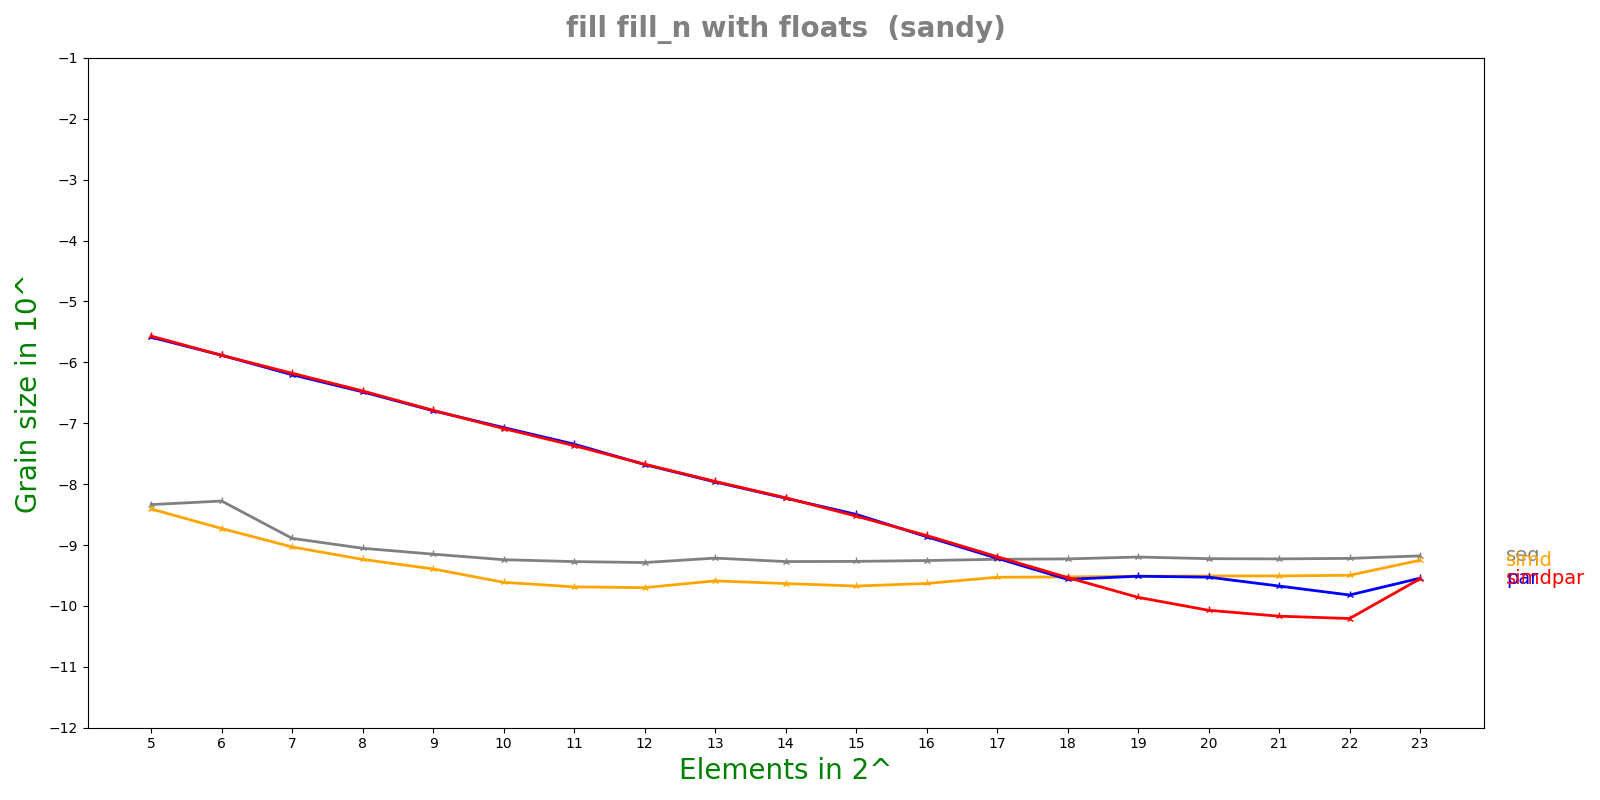 fill fill_n with floats (sandy)
Grain size in 10^
−1
−2
−3
−4
−5
−6
−7
−8
−9
−10
−11
−12
5 6 7 8 9 10 11 12 13 14 15 16 17 18 19 20 21 22 23
Elements in 2^
seq
simd
simdpar
par